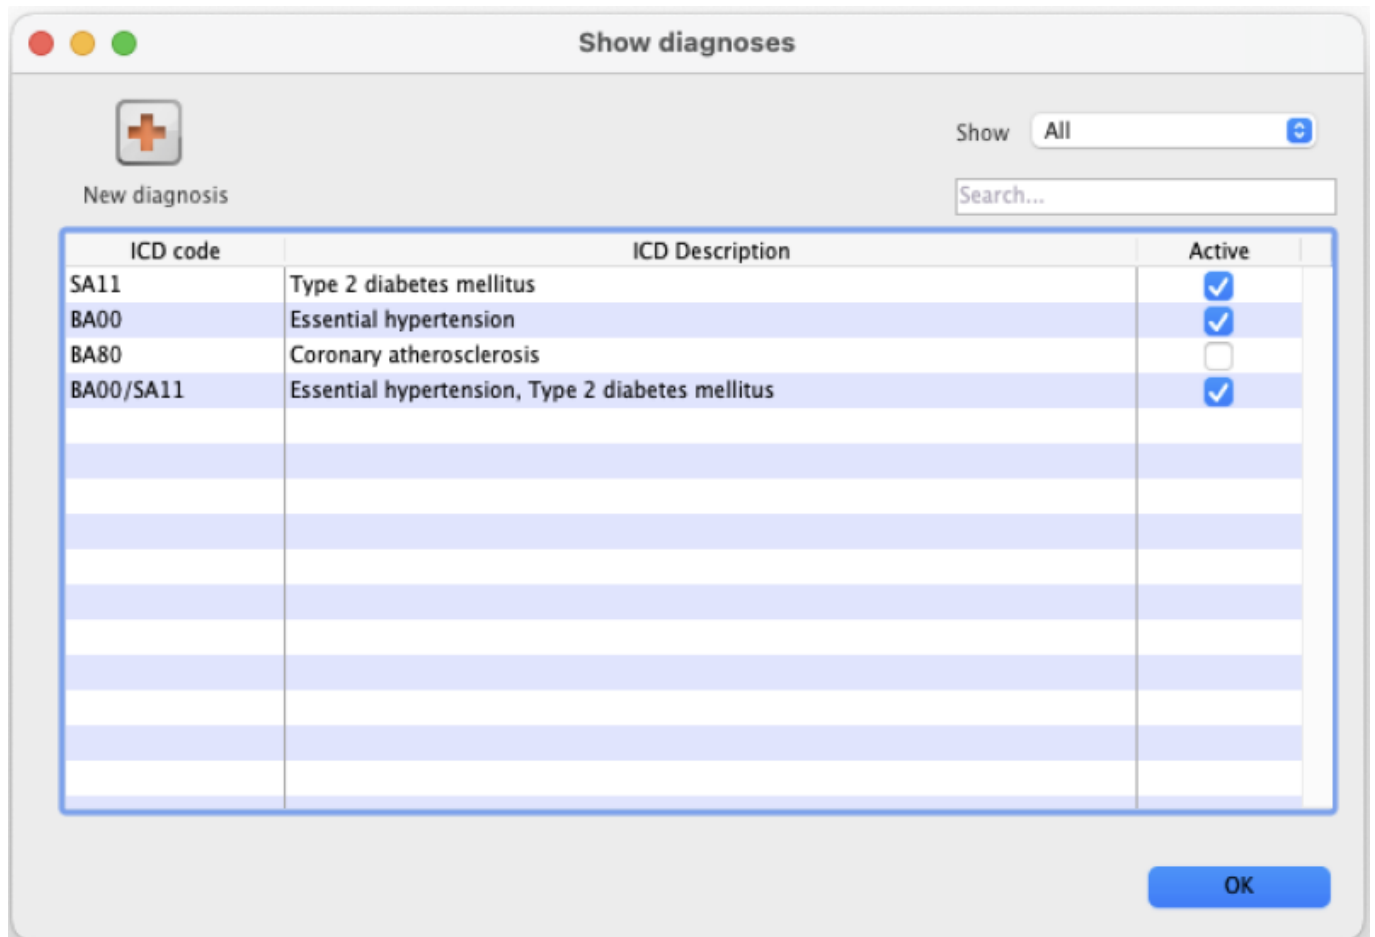 Show diagnoses
Show All
New diagnosis
Search...
ICD code ICD Description Active
SA11 Type 2 diabetes mellitus
BA00 Essential hypertension
BA80 Coronary atherosclerosis
BA00/SA11 Essential hypertension, Type 2 diabetes mellitus
OK